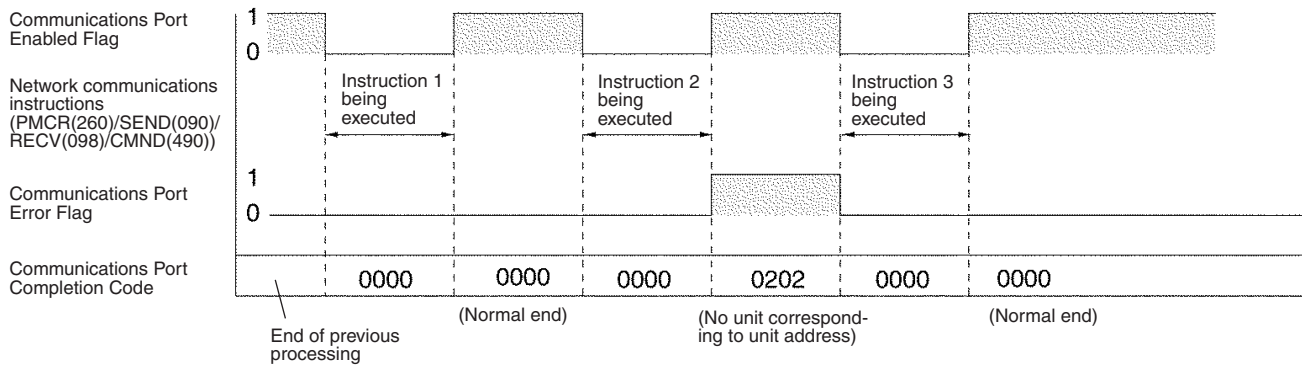 Communications Port
Enabled Flag
1
0
Network communications
instructions
(PMCR(260)/SEND(090)/
RECV(098)/CMND(490))
Instruction 1
being
executed
Instruction 2
being
executed
Instruction 3
being
executed
Communications Port
Error Flag
1
0
Communications Port
Completion Code
0000
0000
0000
0202
0000
0000
End of previous
processing
(Normal end)
(No unit correspond-
ing to unit address)
(Normal end)